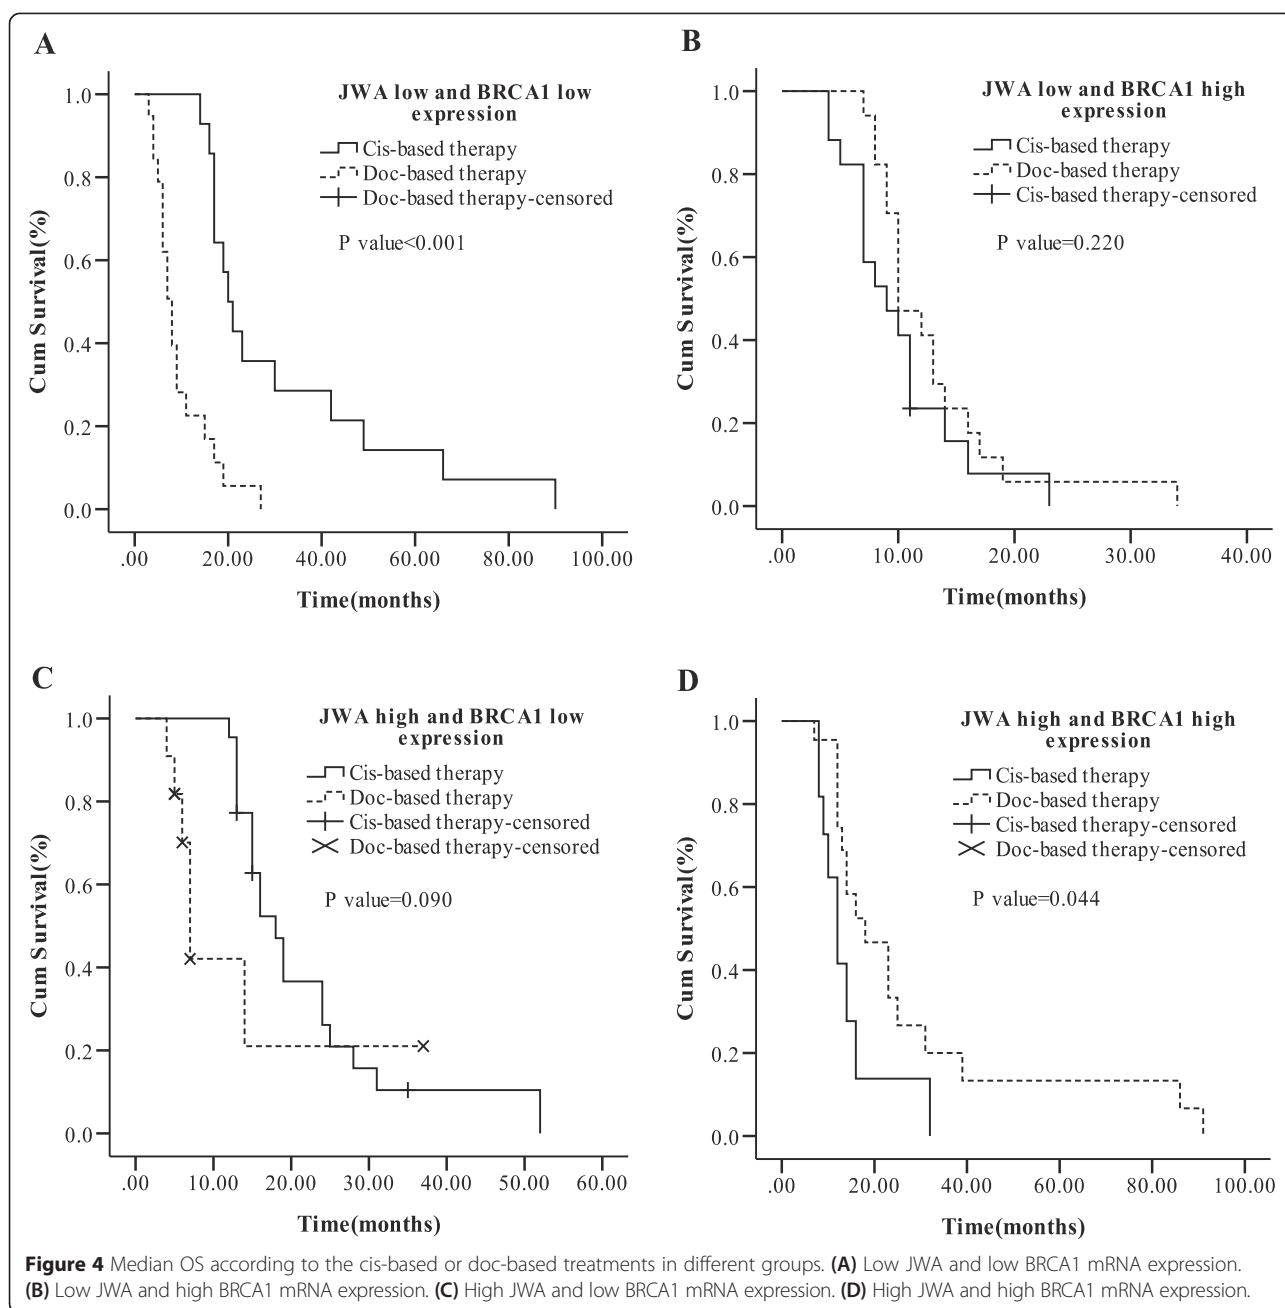 A
JWA low and BRCA1 low
expression
Cis-based therapy
Doc-based therapy
Doc-based therapy-censored
P value<0.001
Cum Survival(%)
1.0
0.8
0.6
0.4
0.2
0.0
.00 20.00 40.00 60.00 80.00 100.00
Time(months)
B
JWA low and BRCA1 high
expression
Cis-based therapy
Doc-based therapy
Cis-based therapy-censored
P value=0.220
Cum Survival(%)
1.0
0.8
0.6
0.4
0.2
0.0
.00 10.00 20.00 30.00 40.00
Time(months)
C
JWA high and BRCA1 low
expression
Cis-based therapy
Doc-based therapy
Cis-based therapy-censored
Doc-based therapy-censored
P value=0.090
Cum Survival(%)
1.0
0.8
0.6
0.4
0.2
0.0
.00 10.00 20.00 30.00 40.00 50.00 60.00
Time(months)
D
JWA high and BRCA1 high
expression
Cis-based therapy
Doc-based therapy
Cis-based therapy-censored
Doc-based therapy-censored
P value=0.044
Cum Survival(%)
1.0
0.8
0.6
0.4
0.2
0.0
.00 20.00 40.00 60.00 80.00 100.00
Time(months)
Figure 4 Median OS according to the cis-based or doc-based treatments in different groups. (A) Low JWA and low BRCA1 mRNA expression.
(B) Low JWA and high BRCA1 mRNA expression. (C) High JWA and low BRCA1 mRNA expression. (D) High JWA and high BRCA1 mRNA expression.